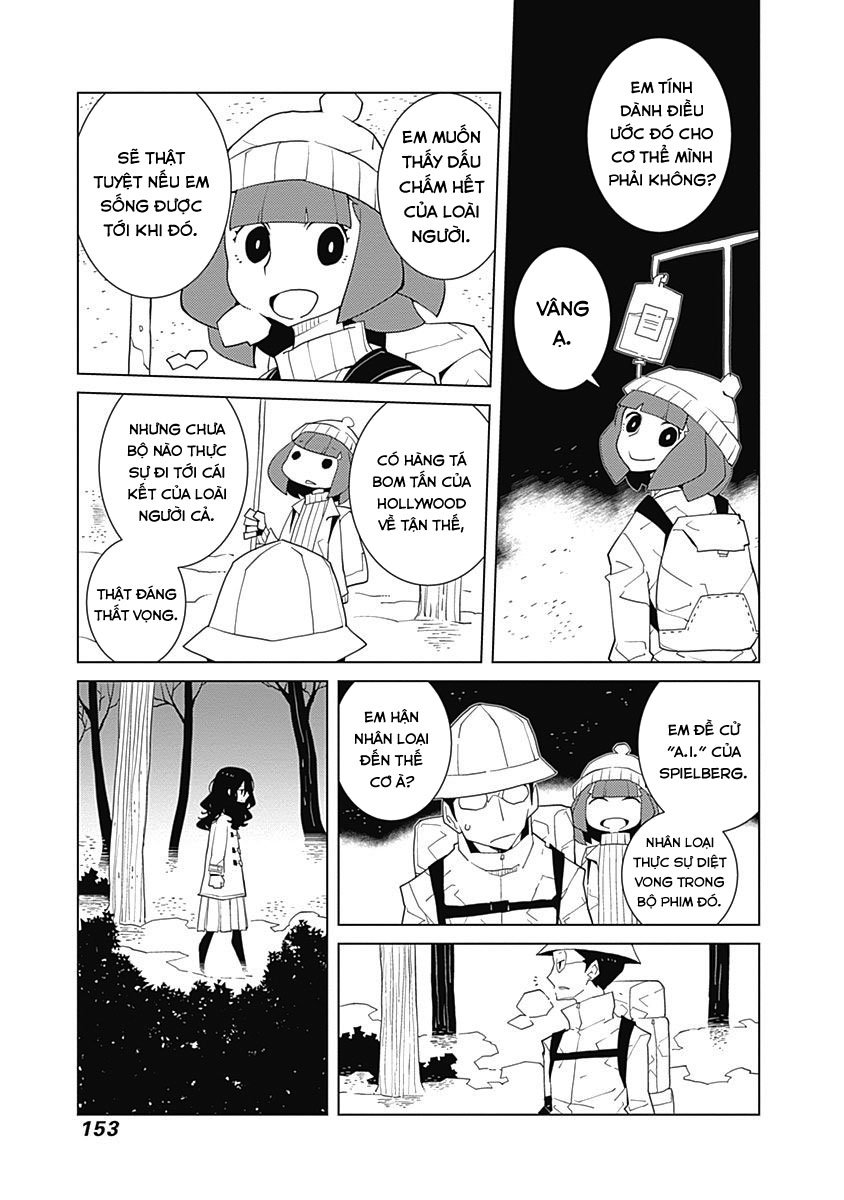 EM TÍNH
DÀNH ĐIỀU
ƯỚC ĐÓ CHO
CƠ THỂ MÌNH
PHẢI KHÔNG?
VÂNG
Ạ.
EM MUỐN
THẤY DẤU
CHẤM HẾT
CỦA LOÀI
NGƯỜI.
SẼ THẬT
TUYỆT NẾU EM
SỐNG ĐƯỢC
TỚI KHI ĐÓ.
CÓ HÀNG TÁ
BOM TẤN CỦA
HOLLYWOOD
VỀ TẬN THẾ,
NHƯNG CHƯA
BỘ NÃO THỰC
SỰ ĐI TỚI CÁI
KẾT CỦA LOÀI
NGƯỜI CẢ.
THẬT ĐÁNG
THẤT VỌNG.
EM ĐỀ CỬ
"A.I." CỦA
SPIELBERG.
NHÂN LOẠI
THỰC SỰ DIỆT
VONG TRONG
BỘ PHIM ĐÓ.
EM HẬN
NHÂN LOẠI
ĐẾN THẾ
CƠ À?
153